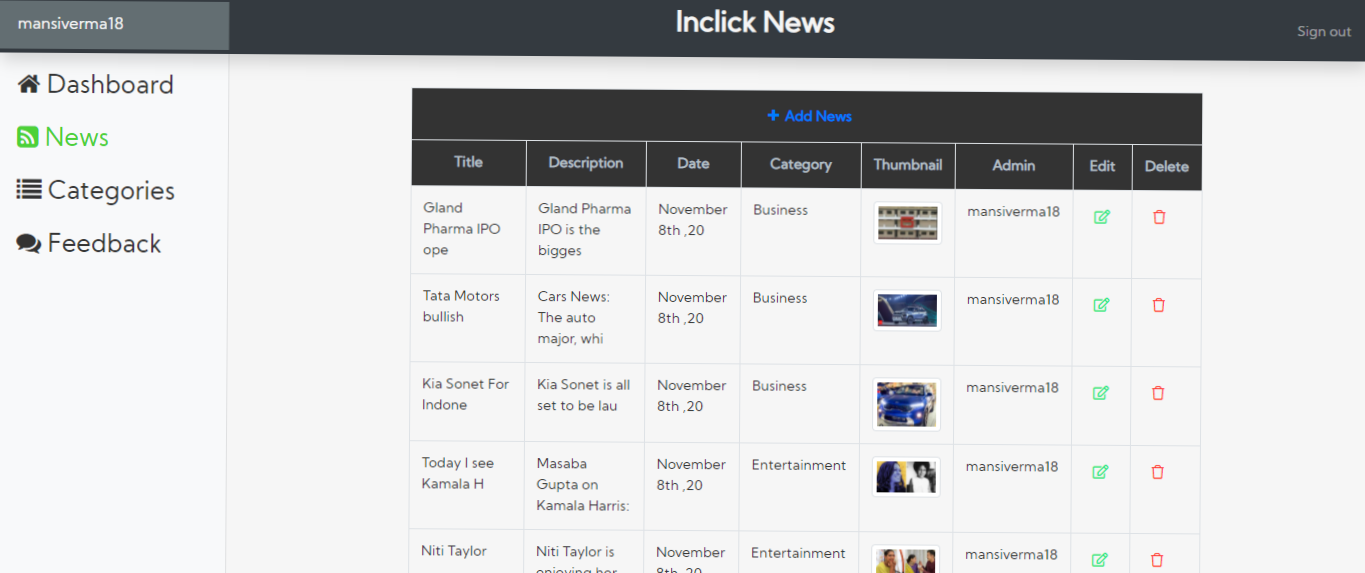 mansiverma18
Inclick News
Sign out
Dashboard
News
Categories
Feedback
+ Add News
Title Description Date Category Thumbnail Admin Edit Delete
Gland Gland Pharma November Business mansiverma18
Pharma IPO IPO is the 8th ,20
ope bigges
Tata Motors Cars News: November Business mansiverma18
bullish The auto 8th ,20
major, whi
Kia Sonet For Kia Sonet is all November Business mansiverma18
Indone set to be lau 8th ,20
Today I see Masaba November Entertainment mansiverma18
Kamala H Gupta on 8th ,20
Kamala Harris:
Niti Taylor Niti Taylor is November Entertainment mansiverma18
enjoying her 8th ,20